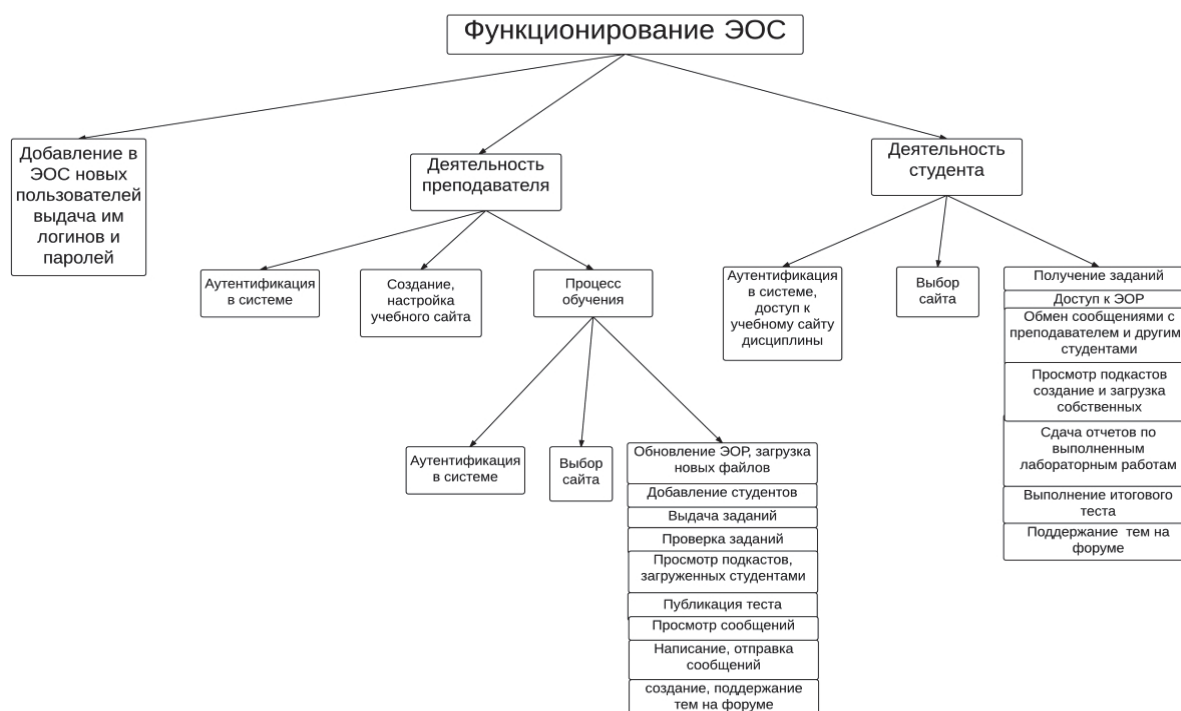 Функционирование ЭОС
Добавление в
ЭОС новых
пользователей
выдача им
логинов и
паролей
Деятельность
преподавателя
Деятельность
студента
Аутентификация
в системе
Создание,
настройка
учебного сайта
Процесс
обучения
Аутентификация
в системе,
доступ к
учебному сайту
дисциплины
Выбор
сайта
Получение заданий
Доступ к ЭОР
Обмен сообщениями с
преподавателем и другим
студентами
Просмотр подкастов
создание и загрузка
собственных
Сдача отчетов по
выполненным
лабораторным работам
Выполнение итогового
теста
Поддержание тем на
форуме
Аутентификация
в системе
Выбор
сайта
Обновление ЭОР, загрузка
новых файлов
Добавление студентов
Выдача заданий
Проверка заданий
Просмотр подкастов,
загруженных студентами
Публикация теста
Просмотр сообщений
Написание, отправка
сообщений
создание, поддержание
тем на форуме